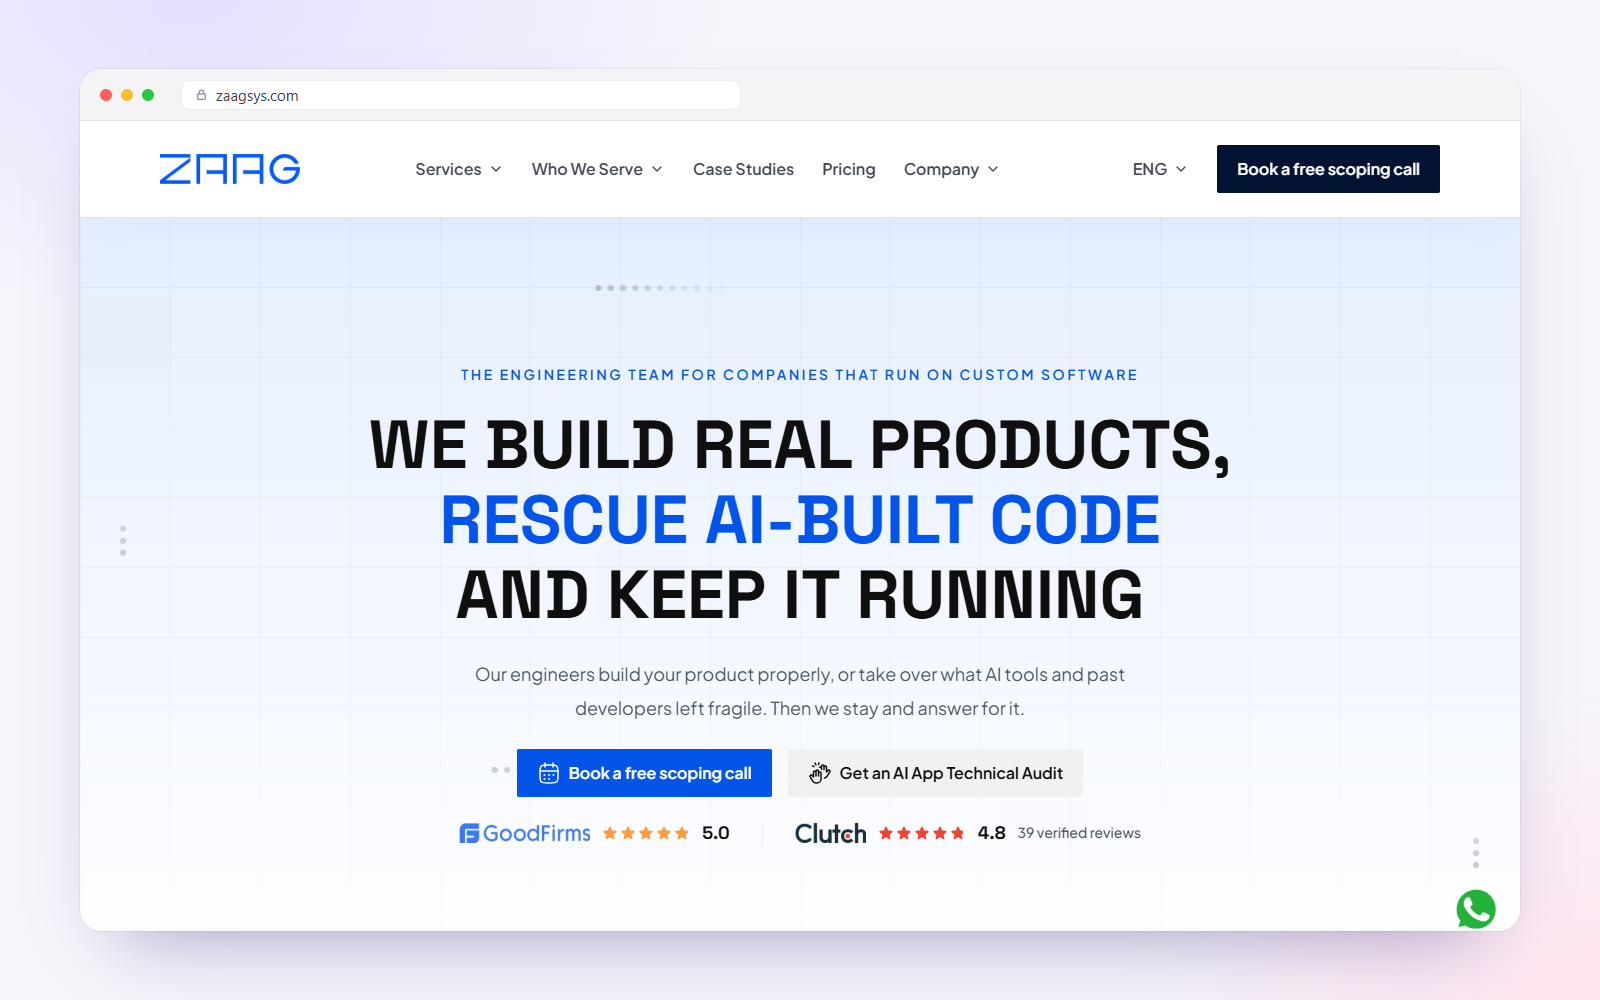 zaagsys.com
ZAAG
Services
Who We Serve
Case Studies
Pricing
Company
ENG
Book a free scoping call
THE ENGINEERING TEAM FOR COMPANIES THAT RUN ON CUSTOM SOFTWARE
WE BUILD REAL PRODUCTS,
RESCUE AI-BUILT CODE
AND KEEP IT RUNNING
Our engineers build your product properly, or take over what AI tools and past
developers left fragile. Then we stay and answer for it.
Book a free scoping call
Get an AI App Technical Audit
GoodFirms 5.0
Clutch 4.8 39 verified reviews